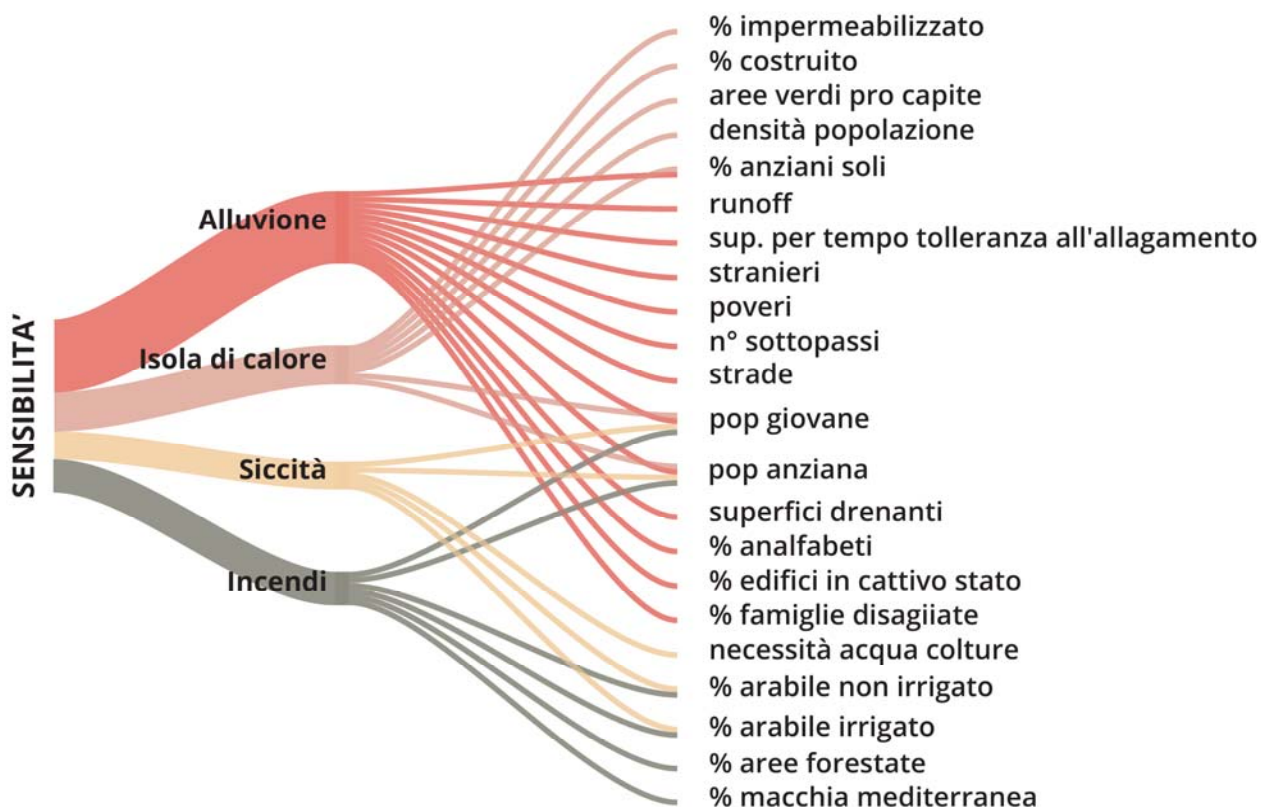 SENSIBILITA’
Alluvione
Isola di calore
Siccità
Incendi
% impermeabilizzato
% costruito
aree verdi pro capite
densità popolazione
% anziani soli
runoff
sup. per tempo tolleranza all'allagamento
stranieri
poveri
n° sottopassi
strade
pop giovane
pop anziana
superfici drenanti
% analfabeti
% edifici in cattivo stato
% famiglie disagiiate
necessità acqua colture
% arabile non irrigato
% arabile irrigato
% aree forestate
% macchia mediterranea